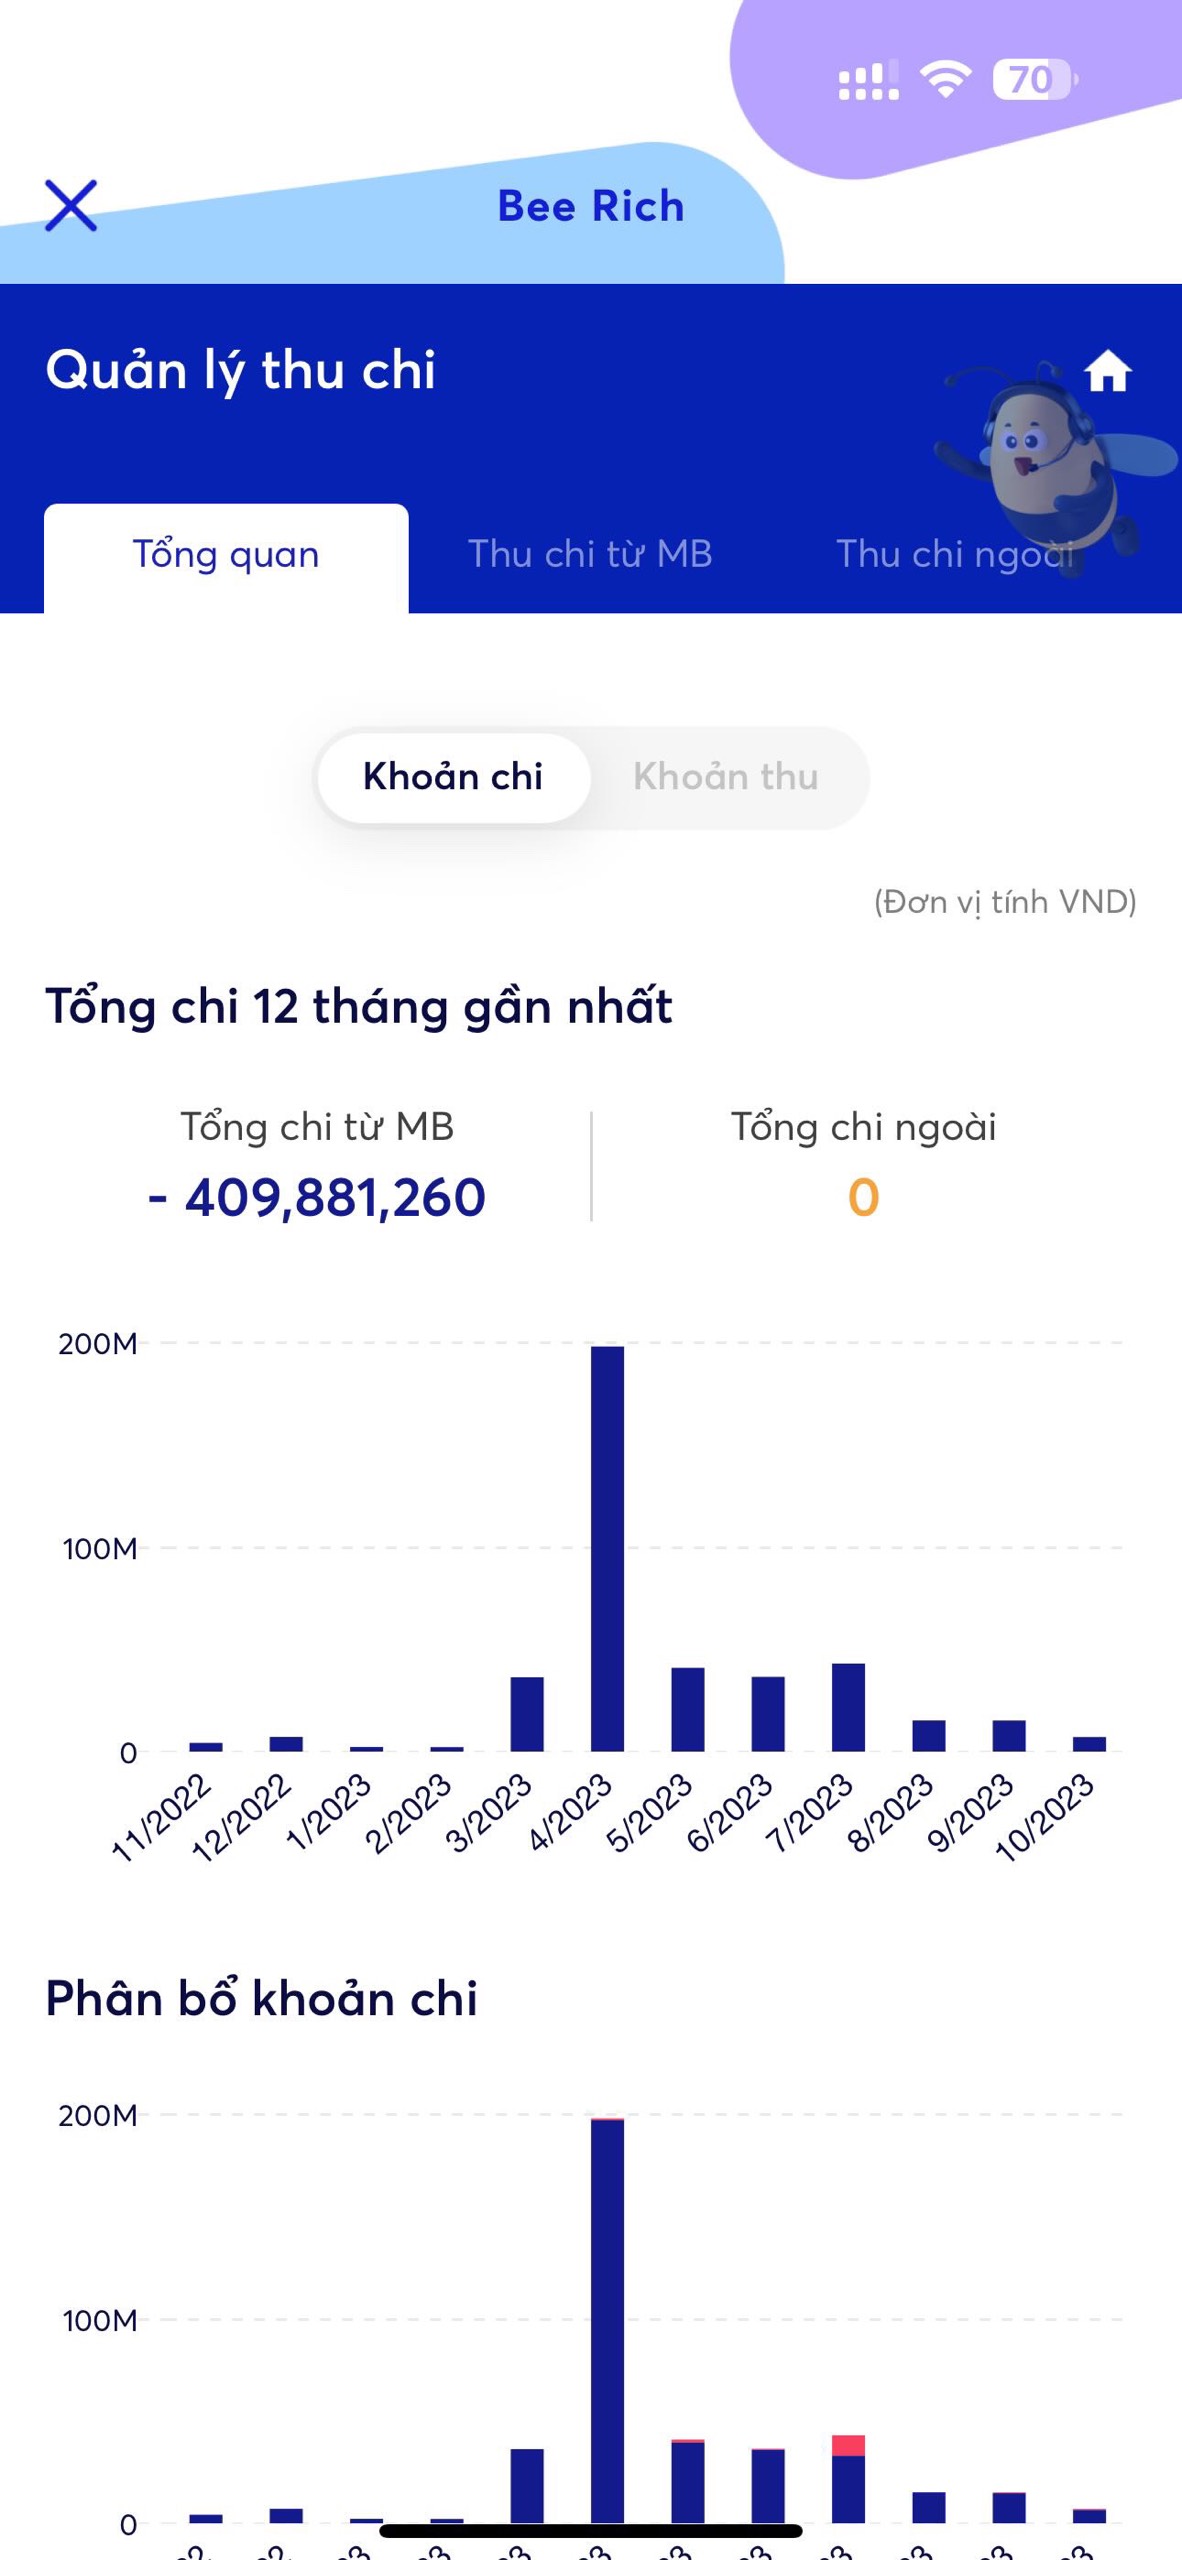 70
Bee Rich
Quản lý thu chi
Tổng quan
Thu chi từ MB
Thu chi ngoài
Khoản chi
Khoản thu
(Đơn vị tính VND)
Tổng chi 12 tháng gần nhất
Tổng chi từ MB
Tổng chi ngoài
- 409,881,260
0
200M
100M
0
11/2022
12/2022
1/2023
2/2023
3/2023
4/2023
5/2023
6/2023
7/2023
8/2023
9/2023
10/2023
Phân bổ khoản chi
200M
100M
0